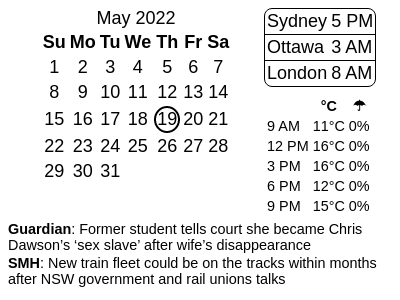 May 2022
Su Mo Tu We Th Fr Sa
1 2 3 4 5 6 7
8 9 10 11 12 13 14
15 16 17 18 19 20 21
22 23 24 25 26 27 28
29 30 31
Sydney 5 PM
Ottawa 3 AM
London 8 AM
°C ☂
9 AM 11°C 0%
12 PM 16°C 0%
3 PM 16°C 0%
6 PM 12°C 0%
9 PM 15°C 0%
Guardian: Former student tells court she became Chris
Dawson’s ‘sex slave’ after wife’s disappearance
SMH: New train fleet could be on the tracks within months
after NSW government and rail unions talks